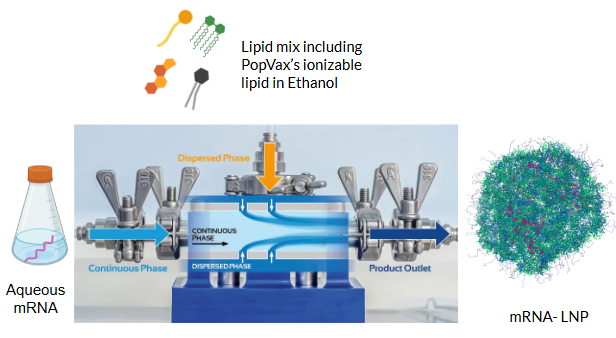 Lipid mix including
PopVax's ionizable
lipid in Ethanol
Dispersed Phase
CONTINUOUS
PHASE
Continuous Phase
DISPERSED PHASE
Product Outlet
Aqueous
mRNA
mRNA- LNP